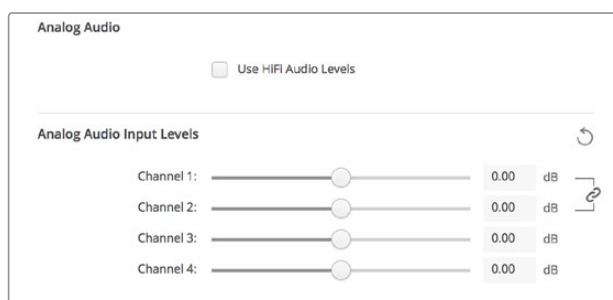 Analog Audio
Use HiFi Audio Levels
Analog Audio Input Levels
Channel 1: 0.00 dB
Channel 2: 0.00 dB
Channel 3: 0.00 dB
Channel 4: 0.00 dB